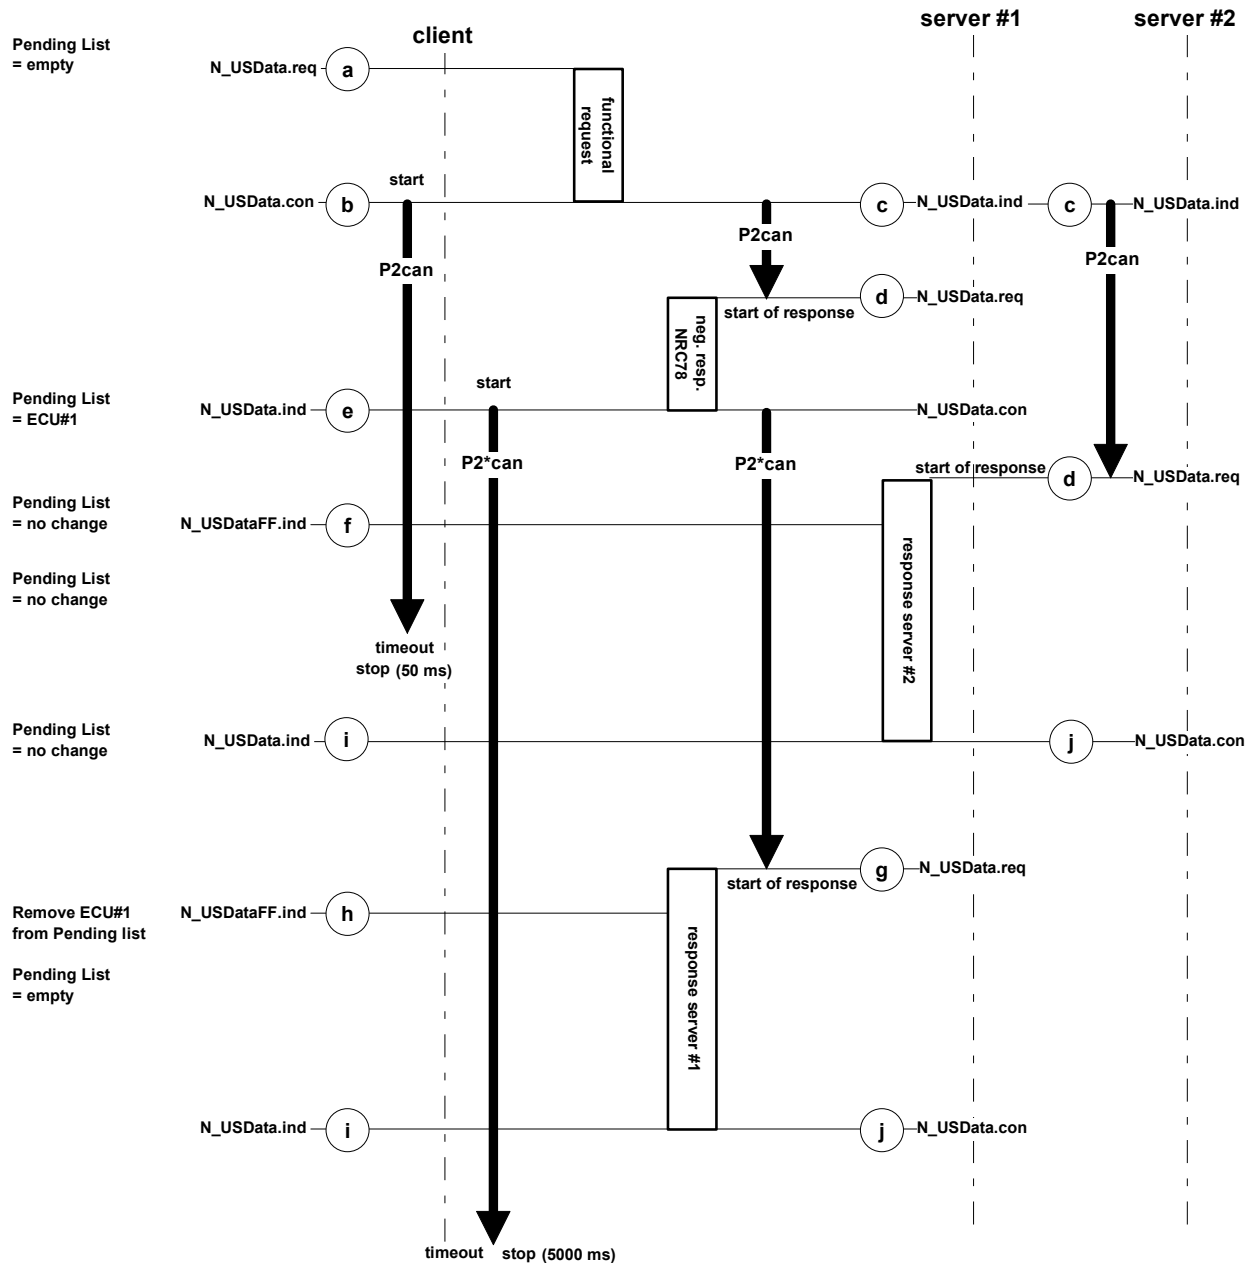 server #1
server #2
client
Pending List
= empty
N_USData.req
a
functional
request
start
N_USData.con
b
c
N_USData.ind
c
N_USData.ind
P2can
P2can
P2can
d
N_USData.req
start of response
neg. resp.
NRC78
start
Pending List
= ECU#1
N_USData.ind
e
N_USData.con
P2*can
P2*can
start of response
d
N_USData.req
Pending List
= no change
N_USDataFF.ind
f
response server #2
Pending List
= no change
timeout
stop (50 ms)
Pending List
= no change
N_USData.ind
i
j
N_USData.con
g
N_USData.req
start of response
Remove ECU#1
from Pending list
N_USDataFF.ind
h
response server #1
Pending List
= empty
N_USData.ind
i
j
N_USData.con
timeout
stop (5000 ms)